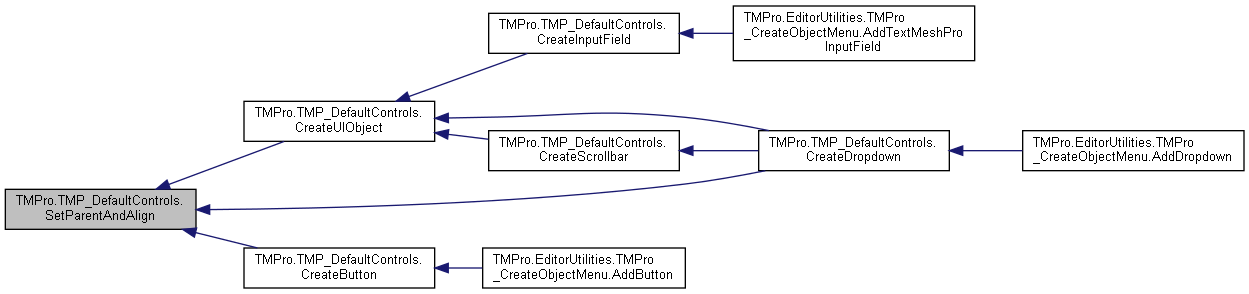 TMPro.TMP_DefaultControls.
CreateInputField
TMPro.EditorUtilities.TMPro
_CreateObjectMenu.AddTextMeshPro
InputField
TMPro.TMP_DefaultControls.
CreateUIObject
TMPro.TMP_DefaultControls.
CreateScrollbar
TMPro.TMP_DefaultControls.
CreateDropdown
TMPro.EditorUtilities.TMPro
_CreateObjectMenu.AddDropdown
TMPro.TMP_DefaultControls.
SetParentAndAlign
TMPro.TMP_DefaultControls.
CreateButton
TMPro.EditorUtilities.TMPro
_CreateObjectMenu.AddButton